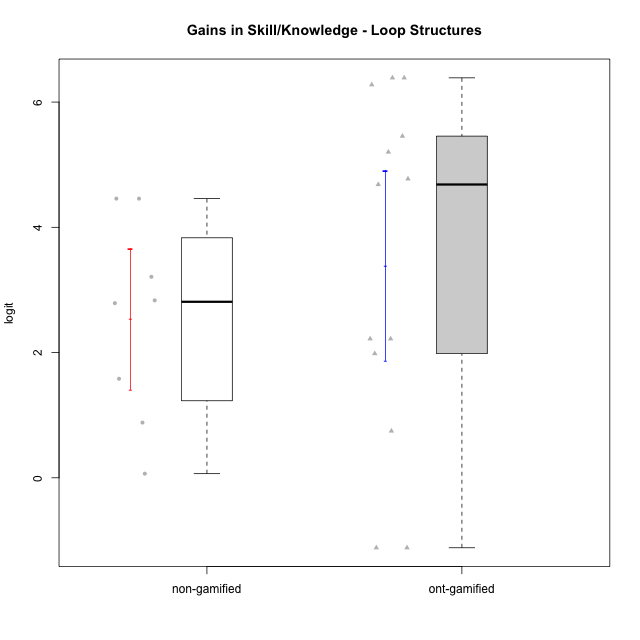 Gains in Skill/Knowledge - Loop Structures
6
4
2
0
logit
non-gamified
ont-gamified